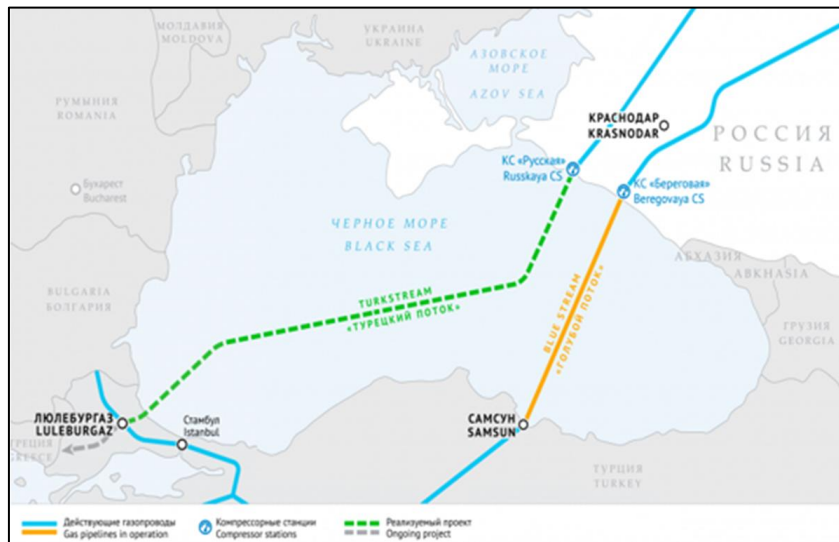 МОЛДАВИЯ
MOLDOVA
УКРАИНА
UKRAINE
АЗОВСКОЕ
МОРЕ
AZOV SEA
РУМЫНИЯ
ROMANIA
КРАСНОДАР
KRASNODAR
РОССИЯ
RUSSIA
КС «Русская»
Russkaya CS
КС «Береговая»
Beregovaya CS
Бухарест
Bucharest
ЧЕРНОЕ МОРЕ
BLACK SEA
АБХАЗИЯ
ABKHASIA
BULGARIA
БОЛГАРИЯ
TURKSTREAM
«ТУРЕЦКИЙ ПОТОК»
BLUE STREAM
«ГОЛУБОЙ ПОТОК»
ГРУЗИЯ
GEORGIA
ЛЮЛЕБУРГАЗ
LULEBURGAZ
Стамбул
Istanbul
САМСУН
SAMSUN
ГРЕЦИЯ
GREECE
ТУРЦИЯ
TURKEY
Действующие газопроводы
Gas pipelines in operation
Компрессорные станции
Compressor stations
Реализуемый проект
Ongoing project